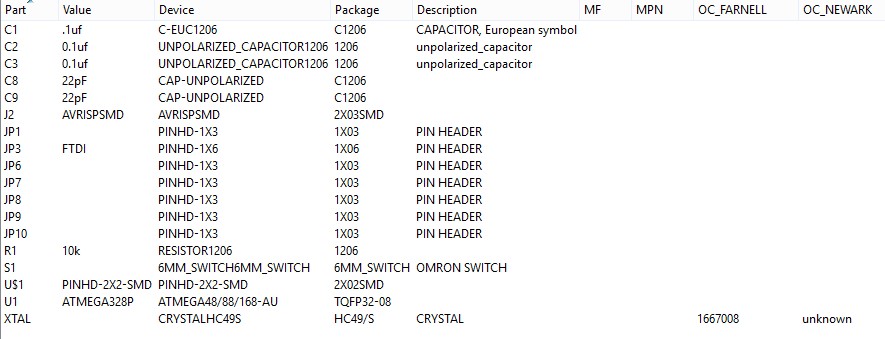 Part Value Device Package Description MF MPN OC_FARNELL OC_NEWARK
C1 .1uf C-EUC1206 C1206 CAPACITOR, European symbol
C2 0.1uf UNPOLARIZED_CAPACITOR1206 1206 unpolarized_capacitor
C3 0.1uf UNPOLARIZED_CAPACITOR1206 1206 unpolarized_capacitor
C8 22pF CAP-UNPOLARIZED C1206
C9 22pF CAP-UNPOLARIZED C1206
J2 AVRISPSMD AVRISPSMD 2X03SMD
JP1 PINHD-1X3 1X03 PIN HEADER
JP3 FTDI PINHD-1X6 1X06 PIN HEADER
JP6 PINHD-1X3 1X03 PIN HEADER
JP7 PINHD-1X3 1X03 PIN HEADER
JP8 PINHD-1X3 1X03 PIN HEADER
JP9 PINHD-1X3 1X03 PIN HEADER
JP10 PINHD-1X3 1X03 PIN HEADER
R1 10k RESISTOR1206 1206
S1 6MM_SWITCH6MM_SWITCH 6MM_SWITCH OMRON SWITCH
U$1 PINHD-2X2-SMD PINHD-2X2-SMD 2X02SMD
U1 ATMEGA328P ATMEGA48/88/168-AU TQFP32-08
XTAL CRYSTALHC49S HC49/S CRYSTAL 1667008 unknown